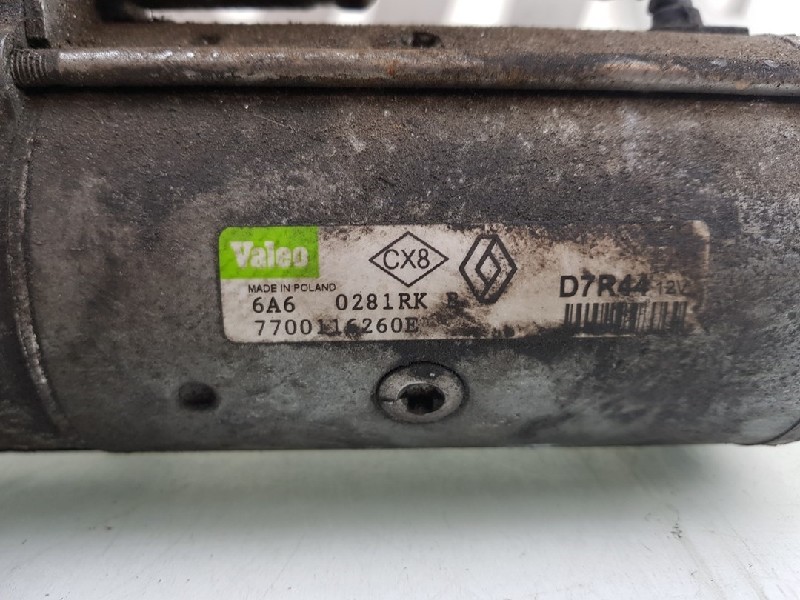 Valeo
CX8
D7R44 12V
MADE IN POLAND
6A6 0281RK
7700116260E